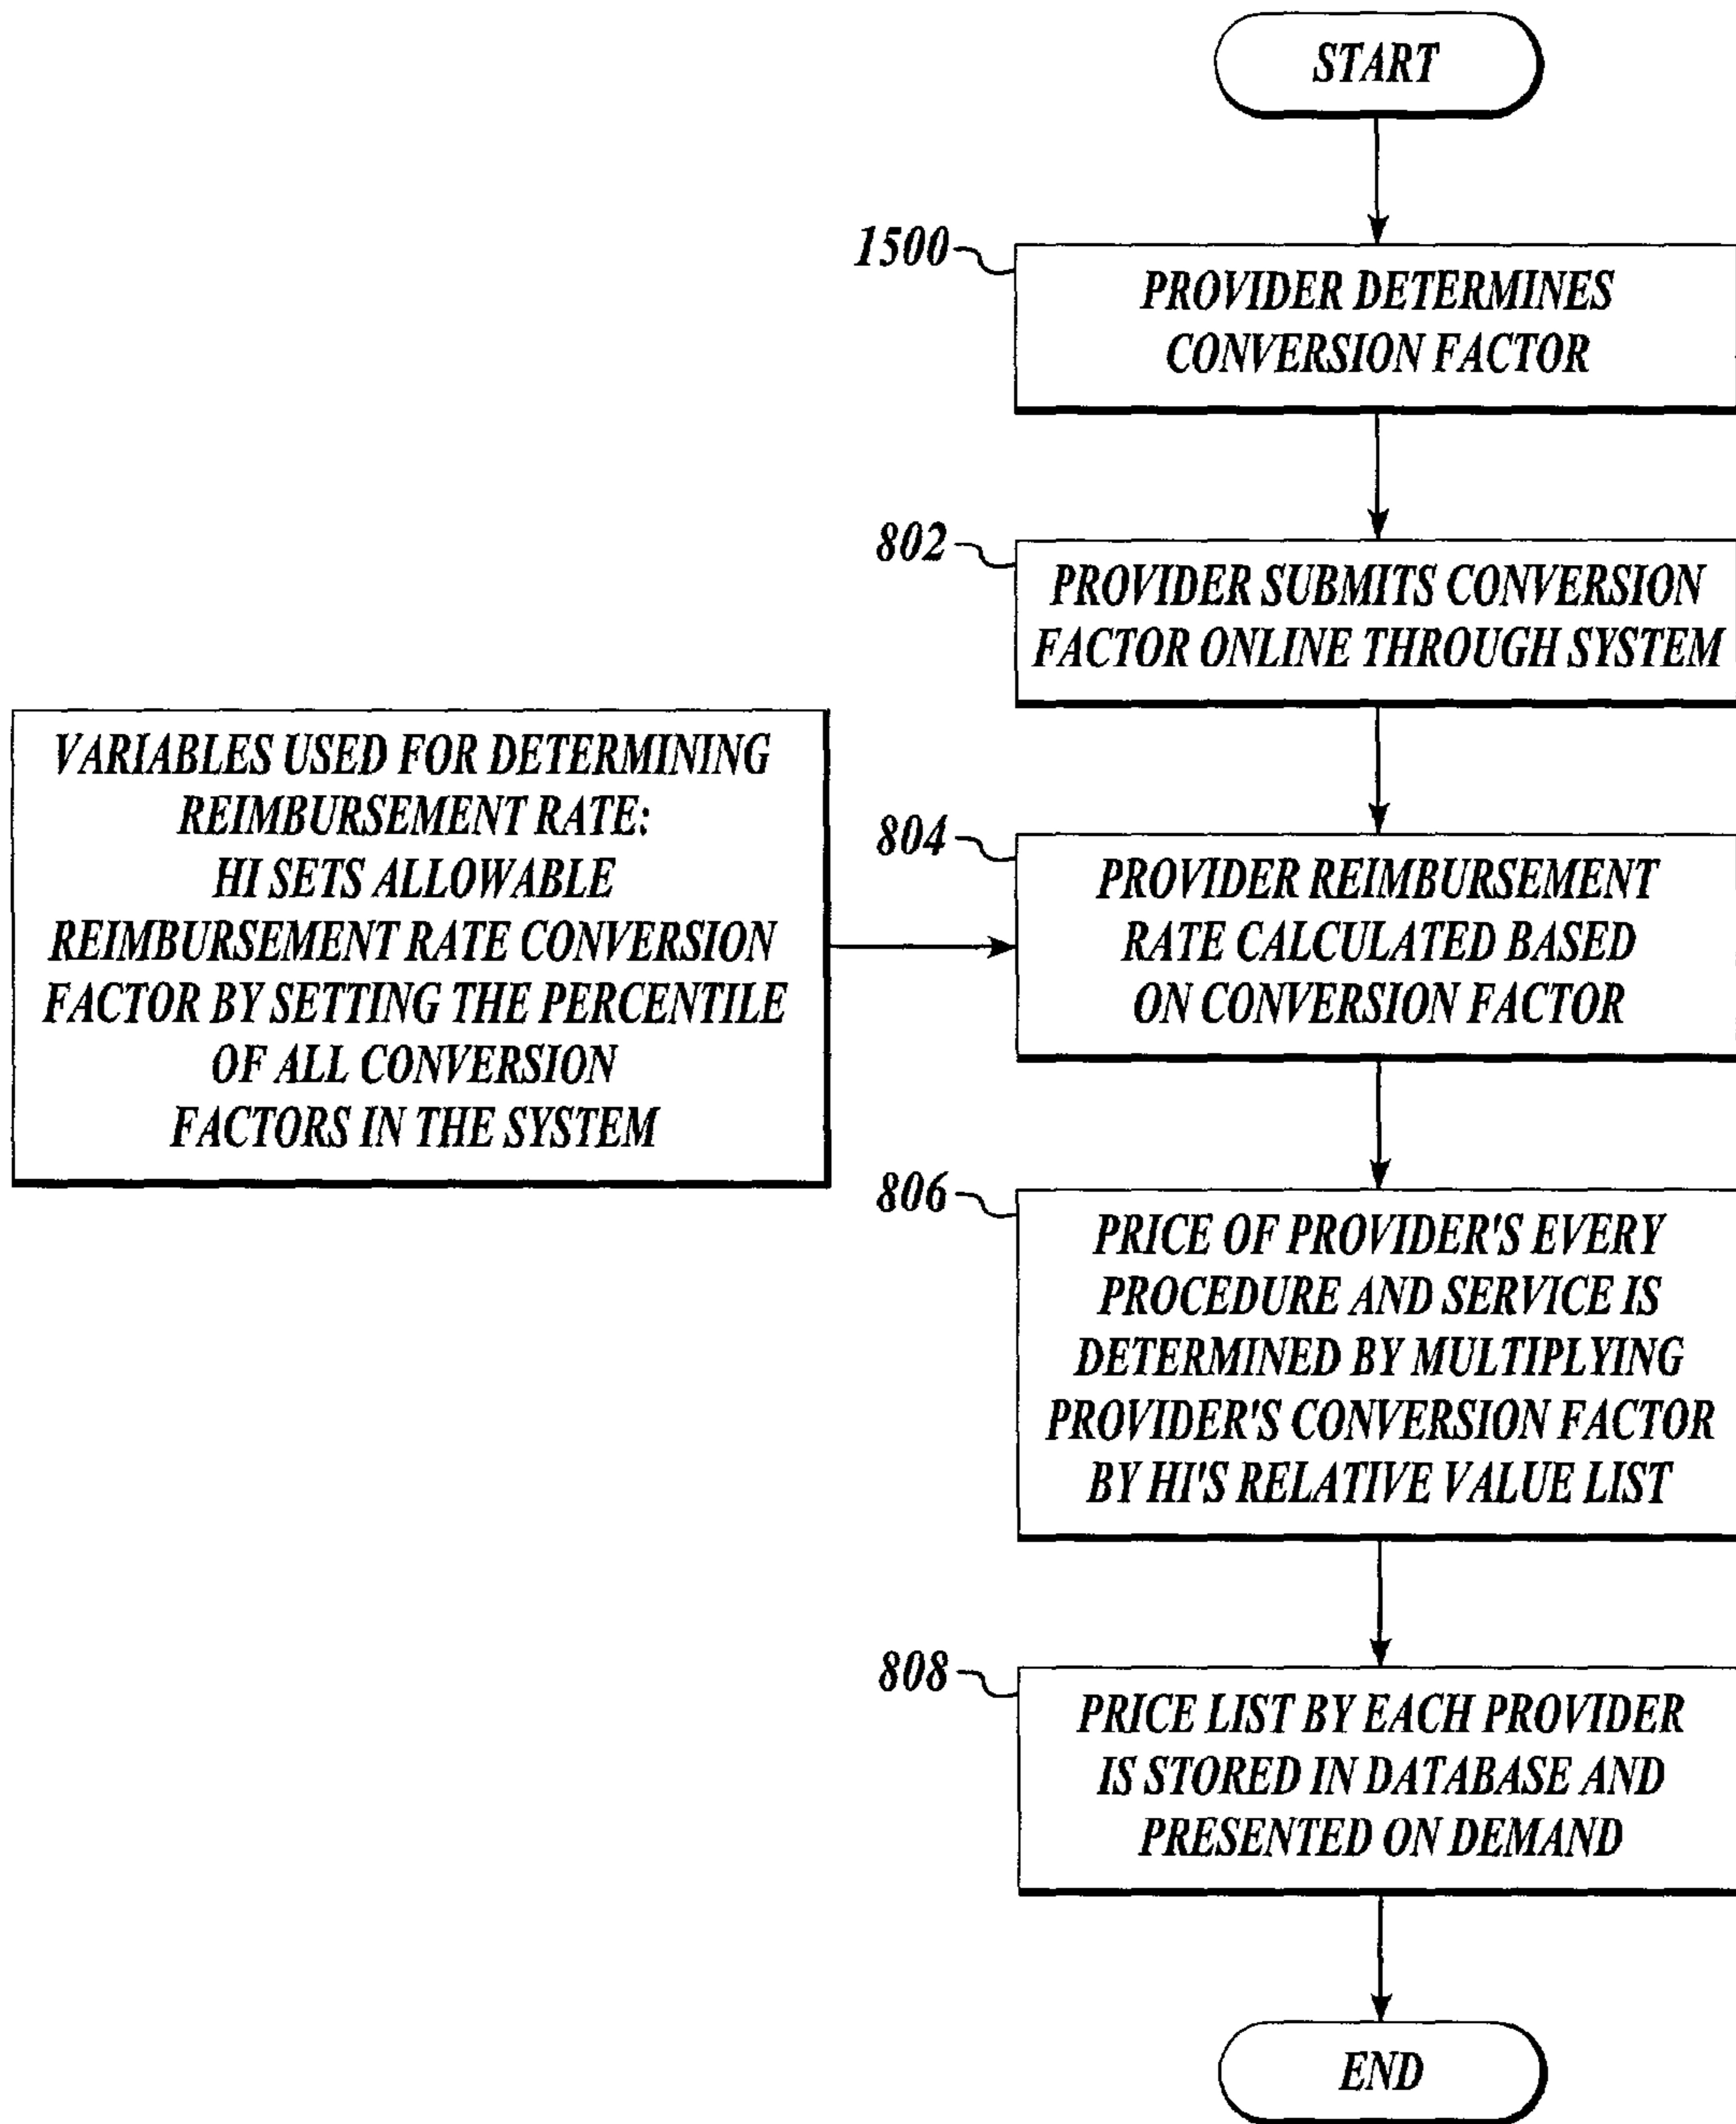 START
1500
PROVIDER DETERMINES
CONVERSION FACTOR
802
PROVIDER SUBMITS CONVERSION
FACTOR ONLINE THROUGH SYSTEM
VARIABLES USED FOR DETERMINING
REIMBURSEMENT RATE:
HI SETS ALLOWABLE
REIMBURSEMENT RATE CONVERSION
FACTOR BY SETTING THE PERCENTILE
OF ALL CONVERSION
FACTORS IN THE SYSTEM
804
PROVIDER REIMBURSEMENT
RATE CALCULATED BASED
ON CONVERSION FACTOR
806
PRICE OF PROVIDER'S EVERY
PROCEDURE AND SERVICE IS
DETERMINED BY MULTIPLYING
PROVIDER'S CONVERSION FACTOR
BY HI'S RELATIVE VALUE LIST
808
PRICE LIST BY EACH PROVIDER
IS STORED IN DATABASE AND
PRESENTED ON DEMAND
END